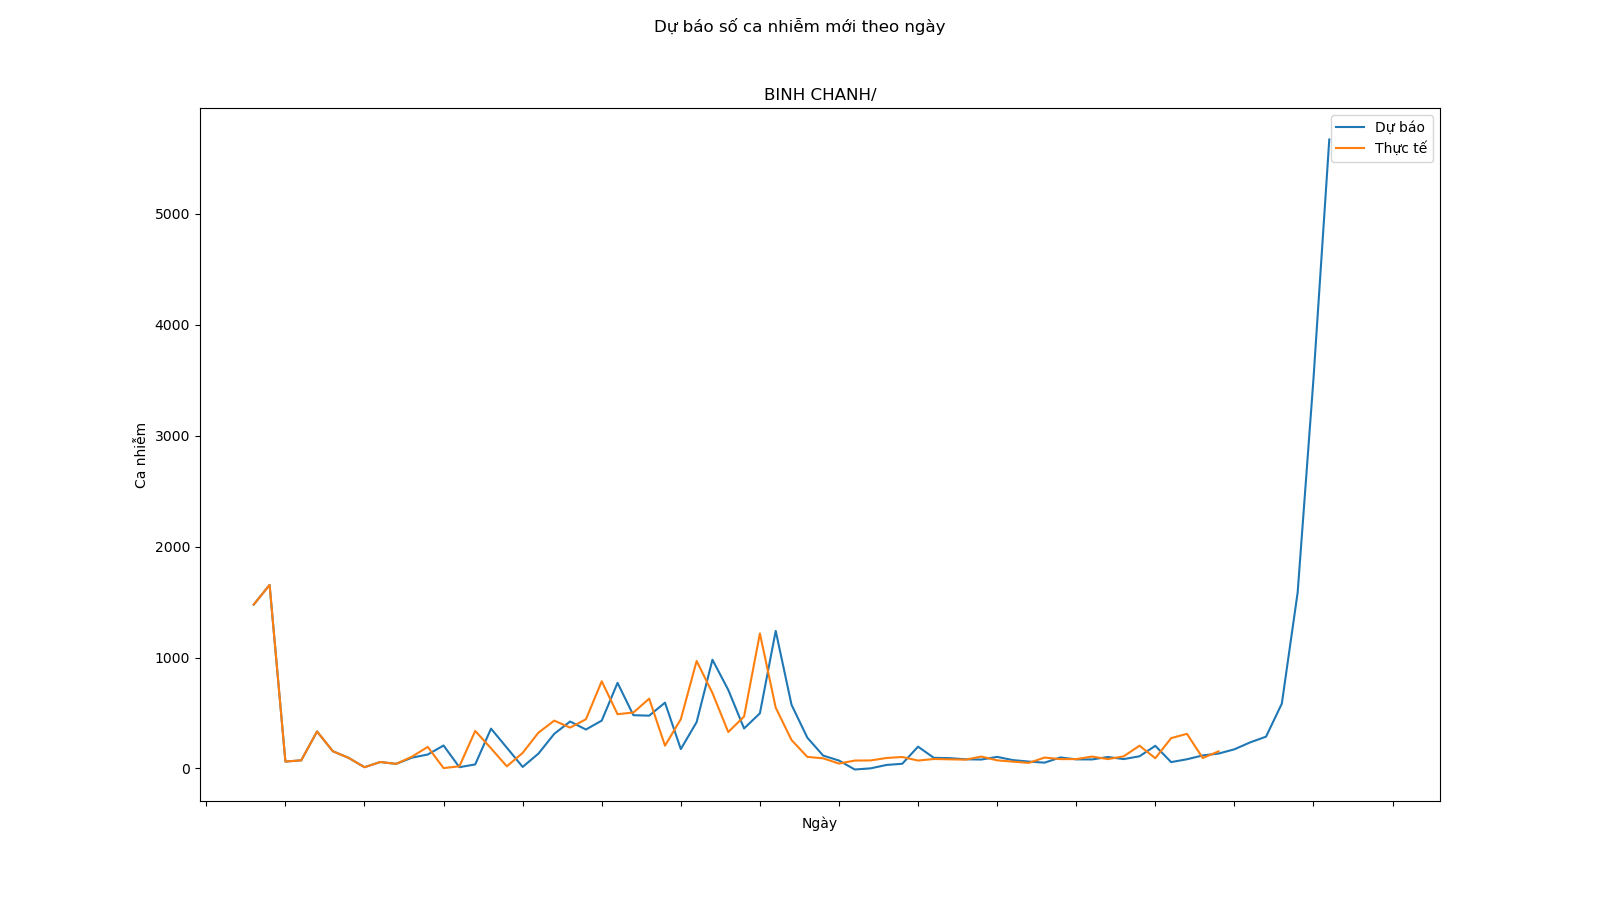 Dự báo số ca nhiễm mới theo ngày
BINH CHANH/
Dự báo
Thực tế
5000
4000
3000
2000
1000
0
Ca nhiễm
Ngày